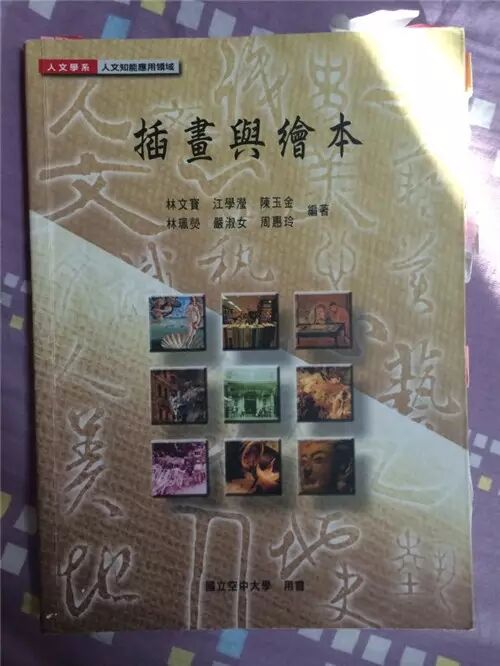 人文學系 人文知能應用領域
插畫與繪本
林文寶 江學瀅 陳玉金
林珮熒 嚴淑女 周惠玲
編著
國立空中大學 用書